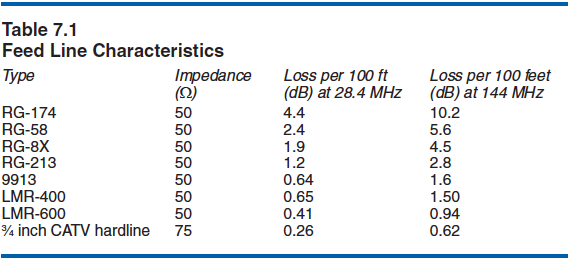 Table 7.1
Feed Line Characteristics
Type Impedance Loss per 100 ft Loss per 100 feet
(Ω) (dB) at 28.4 MHz (dB) at 144 MHz
RG-174 50 4.4 10.2
RG-58 50 2.4 5.6
RG-8X 50 1.9 4.5
RG-213 50 1.2 2.8
9913 50 0.64 1.6
LMR-400 50 0.65 1.50
LMR-600 50 0.41 0.94
¾ inch CATV hardline 75 0.26 0.62